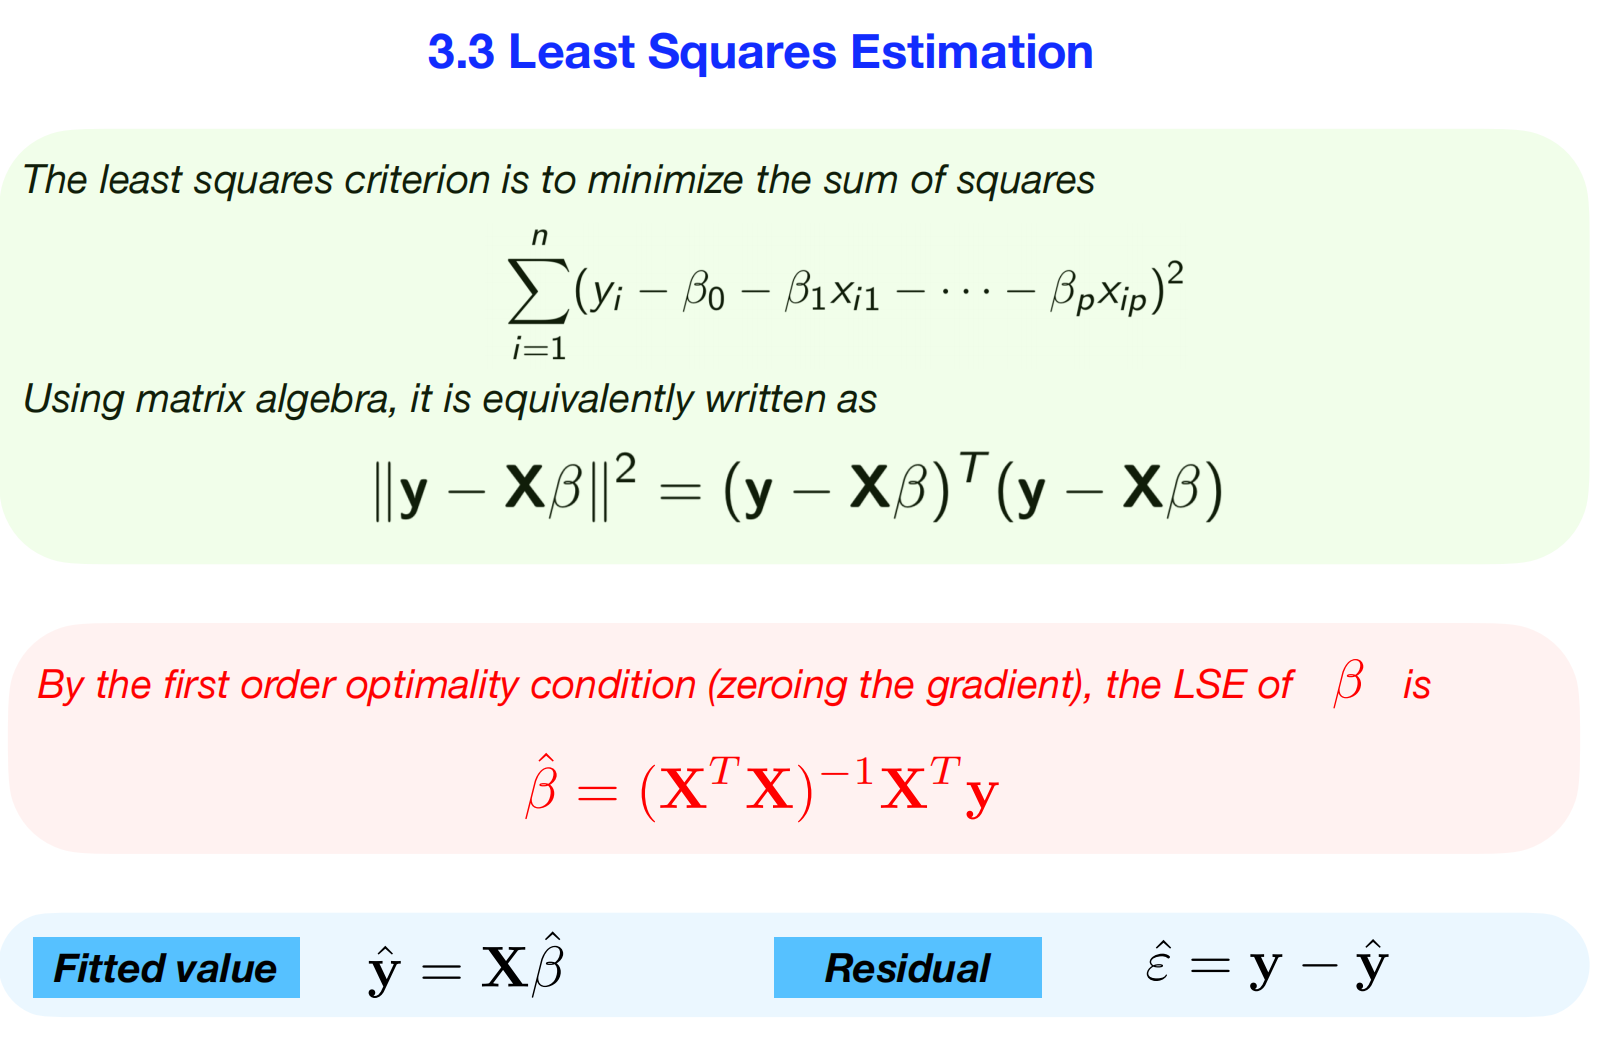 3.3 Least Squares Estimation
The least squares criterion is to minimize the sum of squares
$\sum_{i=1}^{n}(y_i - \beta_0 - \beta_1 x_{i1} - \cdots - \beta_p x_{ip})^2$
Using matrix algebra, it is equivalently written as
$\|\mathbf{y} - \mathbf{X}\beta\|^2 = (\mathbf{y} - \mathbf{X}\beta)^T(\mathbf{y} - \mathbf{X}\beta)$
By the first order optimality condition (zeroing the gradient), the LSE of $\beta$ is
$\hat{\beta} = (\mathbf{X}^T\mathbf{X})^{-1}\mathbf{X}^T\mathbf{y}$
Fitted value $\hat{\mathbf{y}} = \mathbf{X}\hat{\beta}$ Residual $\hat{\varepsilon} = \mathbf{y} - \hat{\mathbf{y}}$